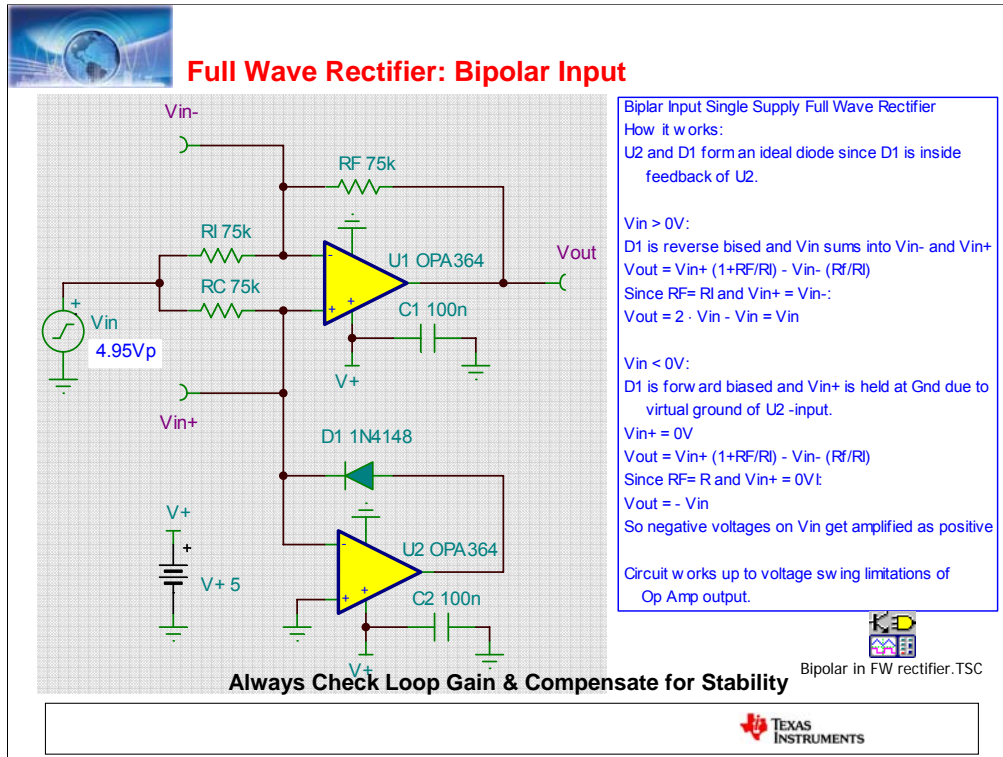 Full Wave Rectifier: Bipolar Input
Vin-
RF 75k
RI 75k
U1 OPA364
Vout
RC 75k
C1 100n
+
Vin
4.95Vp
V+
Vin+
D1 1N4148
V+
+
V+ 5
U2 OPA364
C2 100n
V+
Biplar Input Single Supply Full Wave Rectifier
How it works:
U2 and D1 form an ideal diode since D1 is inside
feedback of U2.
Vin > 0V:
D1 is reverse bised and Vin sums into Vin- and Vin+
Vout = Vin+ (1+RF/RI) - Vin- (Rf/RI)
Since RF= RI and Vin+ = Vin-:
Vout = 2 · Vin - Vin = Vin
Vin < 0V:
D1 is forward biased and Vin+ is held at Gnd due to
virtual ground of U2 -input.
Vin+ = 0V
Vout = Vin+ (1+RF/RI) - Vin- (Rf/RI)
Since RF= R and Vin+ = 0VI:
Vout = - Vin
So negative voltages on Vin get amplified as positive
Circuit works up to voltage swing limitations of
Op Amp output.
Bipolar in FW rectifier.TSC
Always Check Loop Gain & Compensate for Stability
TEXAS
INSTRUMENTS